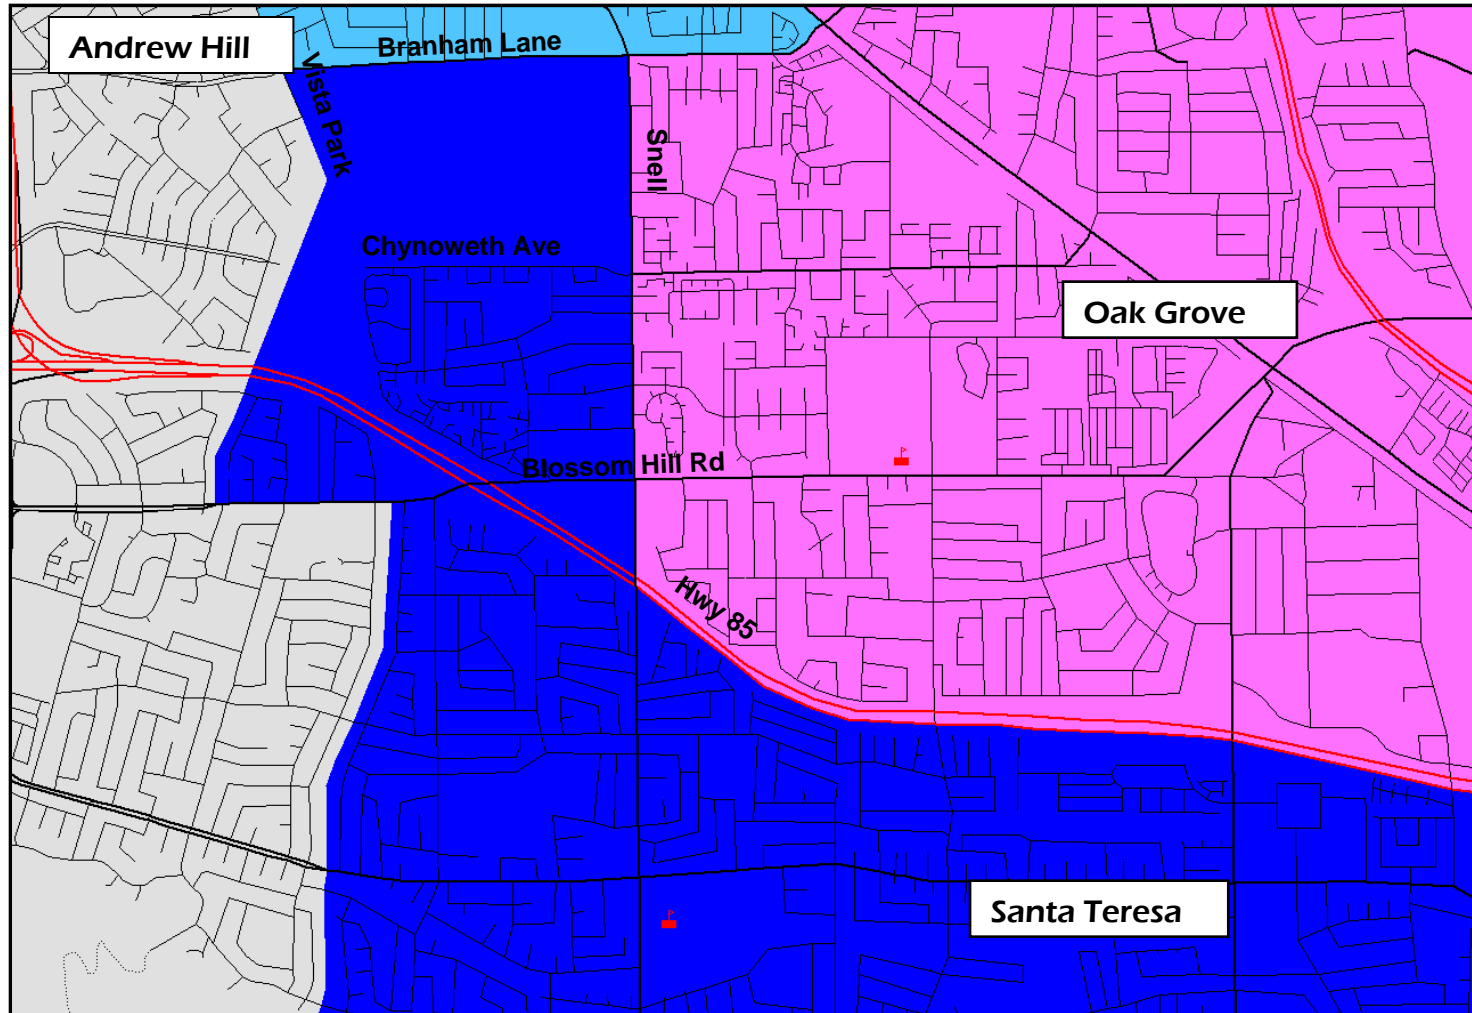 Andrew Hill
Branham Lane
Vista Park
Snell
Chynoweth Ave
Oak Grove
Blossom Hill Rd
Hwy 85
Santa Teresa